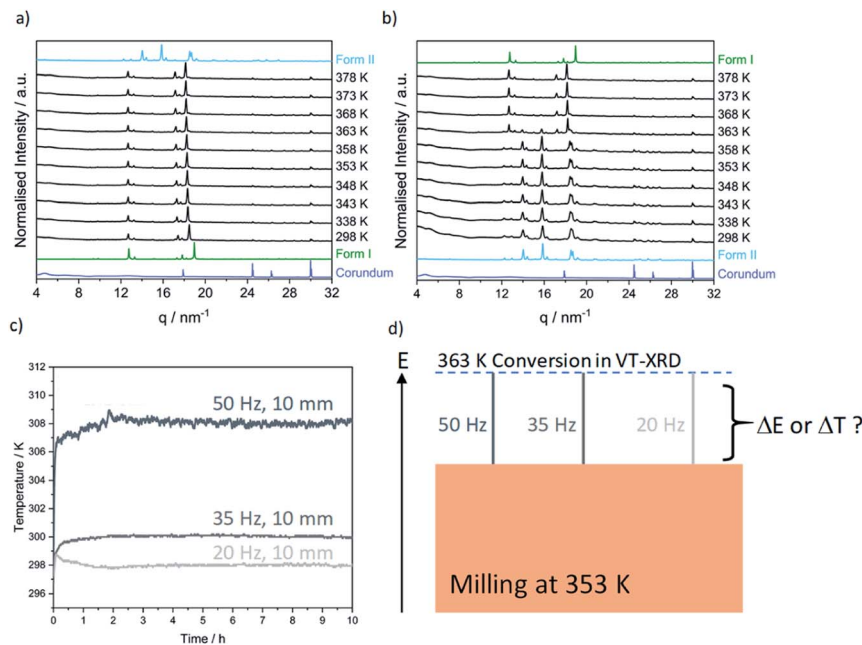 a)
Normalised Intensity / a.u.
Form II
378 K
373 K
368 K
363 K
358 K
353 K
348 K
343 K
338 K
298 K
Form I
Corundum
4 8 12 16 20 24 28 32
q / nm⁻¹
b)
Normalised Intensity / a.u.
Form I
378 K
373 K
368 K
363 K
358 K
353 K
348 K
343 K
338 K
298 K
Form II
Corundum
4 8 12 16 20 24 28 32
q / nm⁻¹
c)
Temperature / K
312
310
308
306
304
302
300
298
296
50 Hz, 10 mm
35 Hz, 10 mm
20 Hz, 10 mm
0 1 2 3 4 5 6 7 8 9 10
Time / h
d)
E
363 K Conversion in VT-XRD
50 Hz 35 Hz 20 Hz
ΔE or ΔT ?
Milling at 353 K